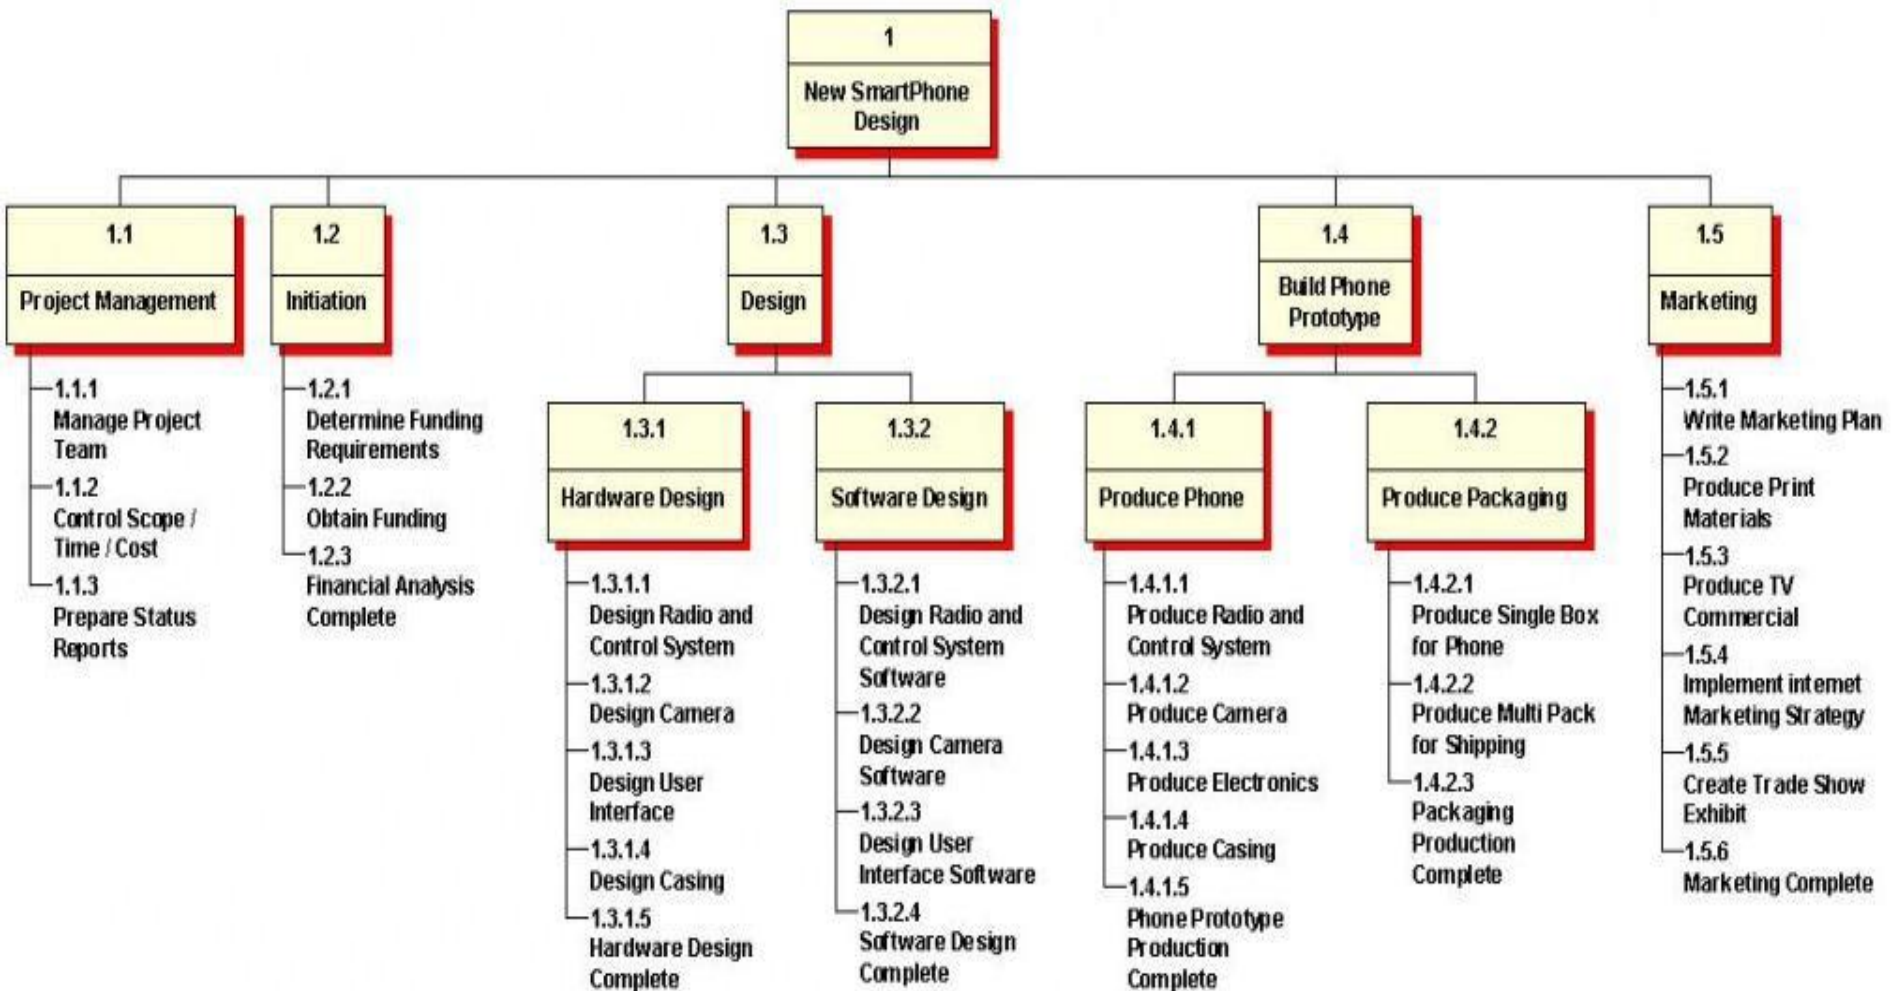 1
New SmartPhone
Design
1.1
Project Management
1.1.1
Manage Project
Team
1.1.2
Control Scope /
Time / Cost
1.1.3
Prepare Status
Reports
1.2
Initiation
1.2.1
Determine Funding
Requirements
1.2.2
Obtain Funding
1.2.3
Financial Analysis
Complete
1.3
Design
1.3.1
Hardware Design
1.3.1.1
Design Radio and
Control System
1.3.1.2
Design Camera
1.3.1.3
Design User
Interface
1.3.1.4
Design Casing
1.3.1.5
Hardware Design
Complete
1.3.2
Software Design
1.3.2.1
Design Radio and
Control System
Software
1.3.2.2
Design Camera
Software
1.3.2.3
Design User
Interface Software
1.3.2.4
Software Design
Complete
1.4
Build Phone
Prototype
1.4.1
Produce Phone
1.4.1.1
Produce Radio and
Control System
1.4.1.2
Produce Camera
1.4.1.3
Produce Electronics
1.4.1.4
Produce Casing
1.4.1.5
Phone Prototype
Production
Complete
1.4.2
Produce Packaging
1.4.2.1
Produce Single Box
for Phone
1.4.2.2
Produce Multi Pack
for Shipping
1.4.2.3
Packaging
Production
Complete
1.5
Marketing
1.5.1
Write Marketing Plan
1.5.2
Produce Print
Materials
1.5.3
Produce TV
Commercial
1.5.4
Implement internet
Marketing Strategy
1.5.5
Create Trade Show
Exhibit
1.5.6
Marketing Complete